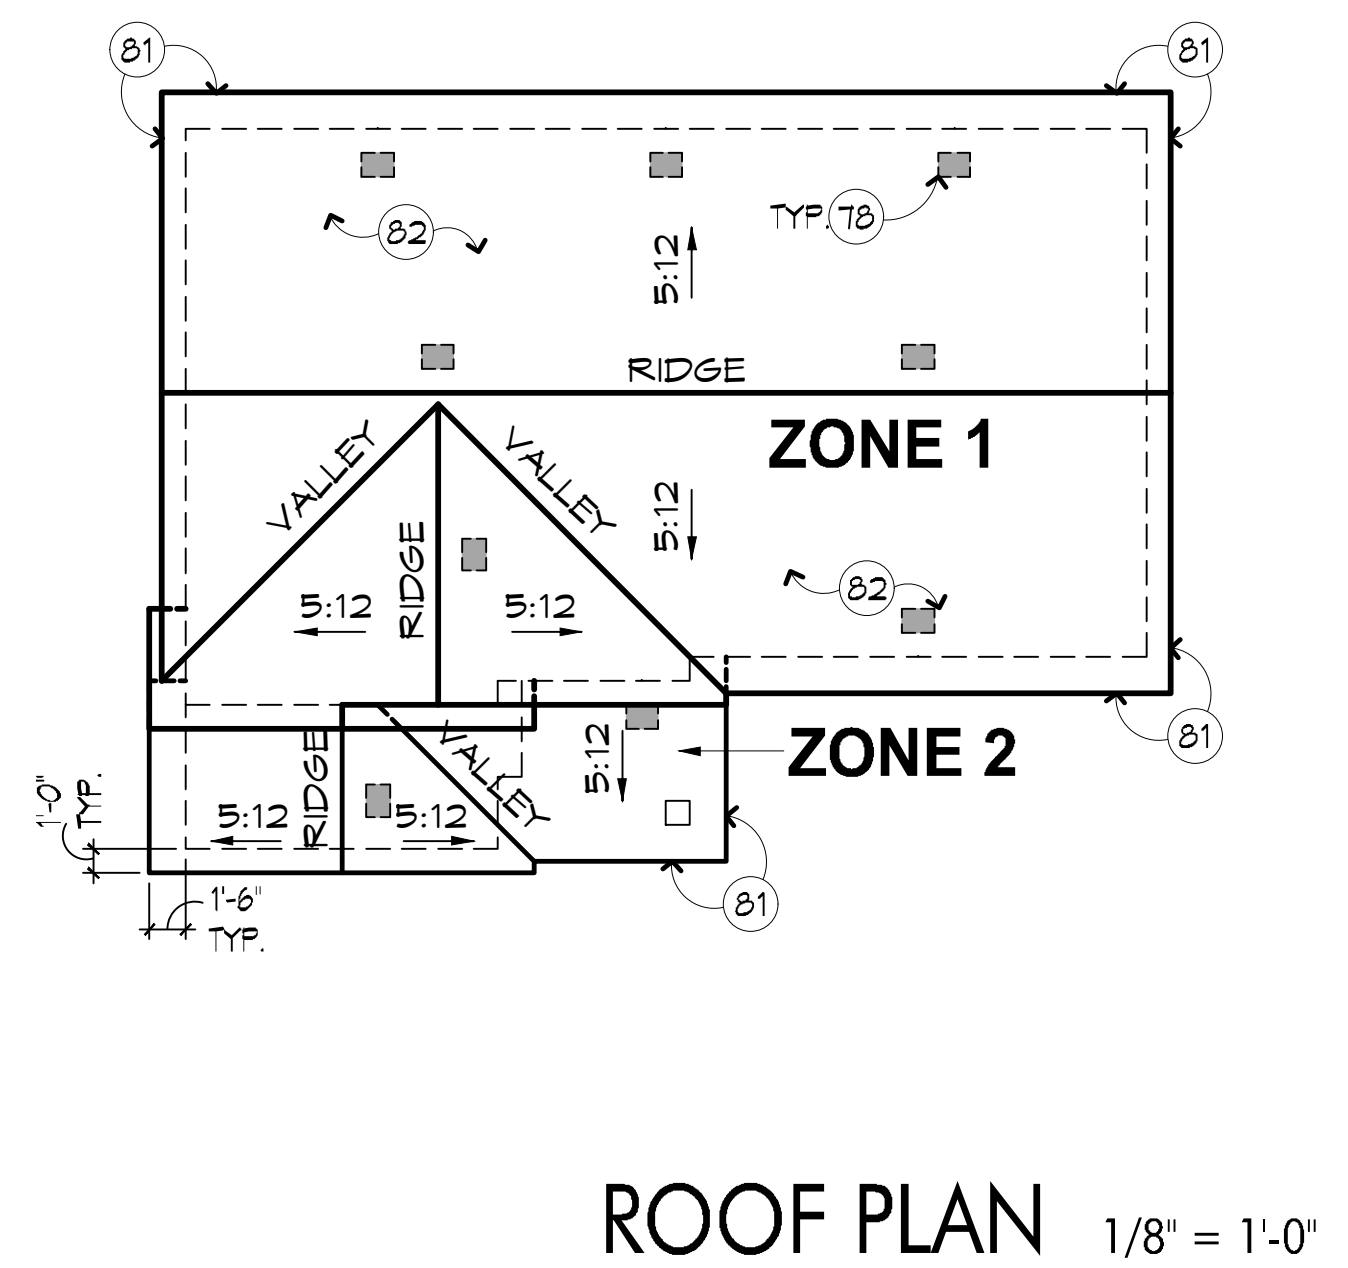 81
81
TYP. 78
82
5:12
RIDGE
ZONE 1
VALLEY
VALLEY
5:12
RIDGE
82
5:12
5:12
81
ZONE 2
VALLEY
5:12
RIDGE
1'-0"
TYP.
5:12
5:12
81
1'-6"
TYP.
ROOF PLAN 1/8" = 1'-0"